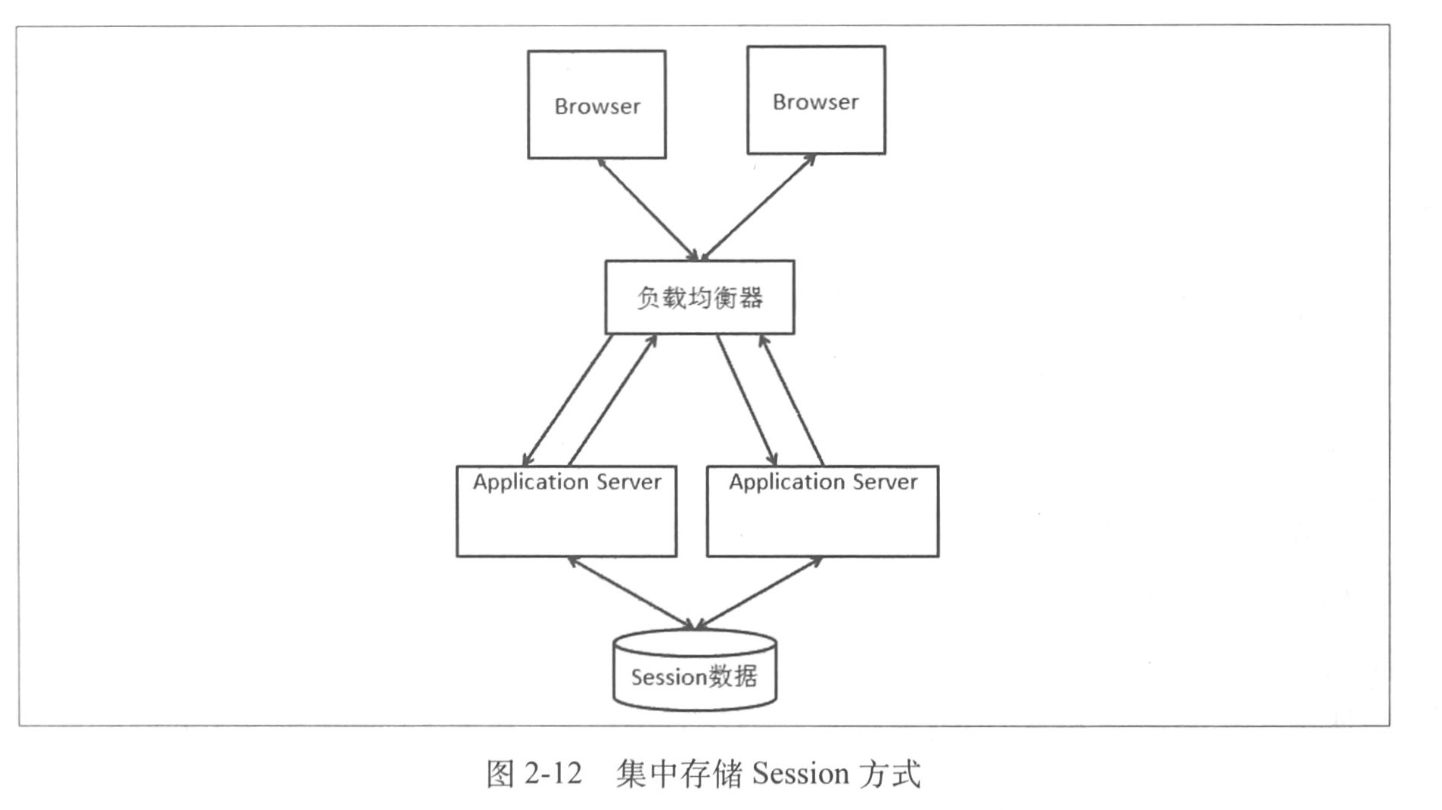 Browser
Browser
负载均衡器
Application Server
Application Server
Session数据
图 2-12 集中存储 Session 方式